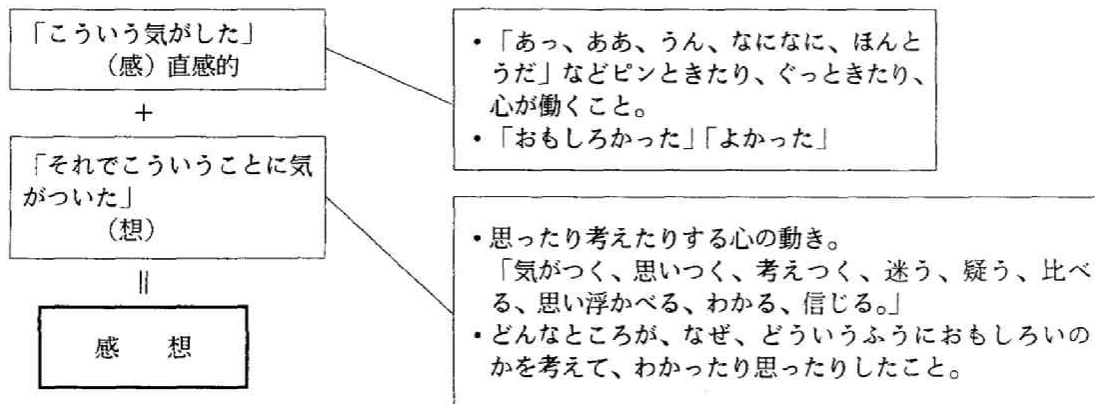 「こういう気がした」
(感)直感的
+
「それでこういうことに気
がついた」
(想)
||
感 想
・「あっ、ああ、うん、なになに、ほんと
うだ」などピンときたり、ぐっときたり、
心が働くこと。
・「おもしろかった」「よかった」
・思ったり考えたりする心の動き。
「気がつく、思いつく、考えつく、迷う、疑う、比べ
る、思い浮かべる、わかる、信じる。」
・どんなところが、なぜ、どういうふうにおもしろいの
かを考えて、わかったり思ったりしたこと。